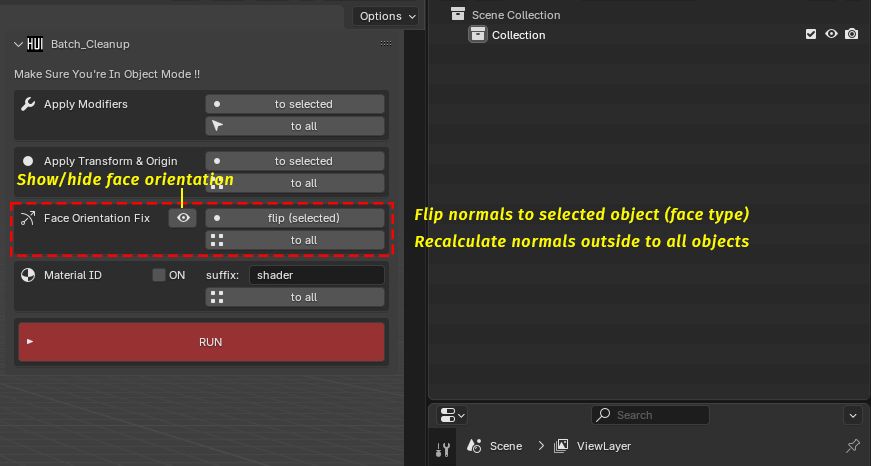 Options
Scene Collection
Collection
HUI Batch_Cleanup
Make Sure You're In Object Mode !!
Apply Modifiers
to selected
to all
Apply Transform & Origin
to selected
Show/hide face orientation
to all
Face Orientation Fix
flip (selected)
to all
Flip normals to selected object (face type)
Recalculate normals outside to all objects
Material ID
ON
suffix:
shader
to all
RUN
Search
Scene
ViewLayer